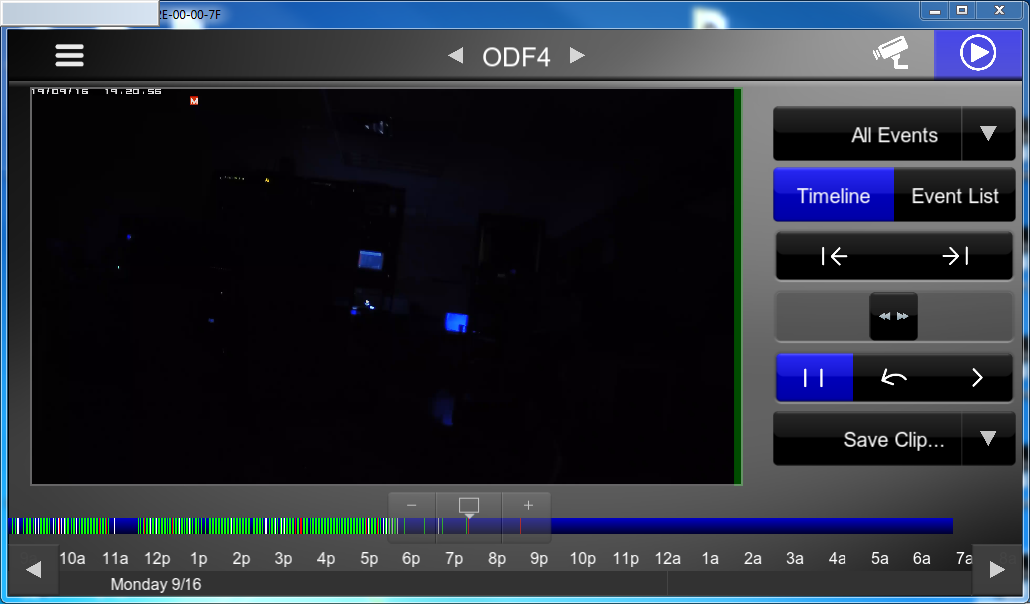 2E-00-00-7F
ODF4
19/09/16 19:20:56
M
All Events
Timeline Event List
Save Clip...
10a 11a 12p 1p 2p 3p 4p 5p 6p 7p 8p 9p 10p 11p 12a 1a 2a 3a 4a 5a 6a 7a
Monday 9/16